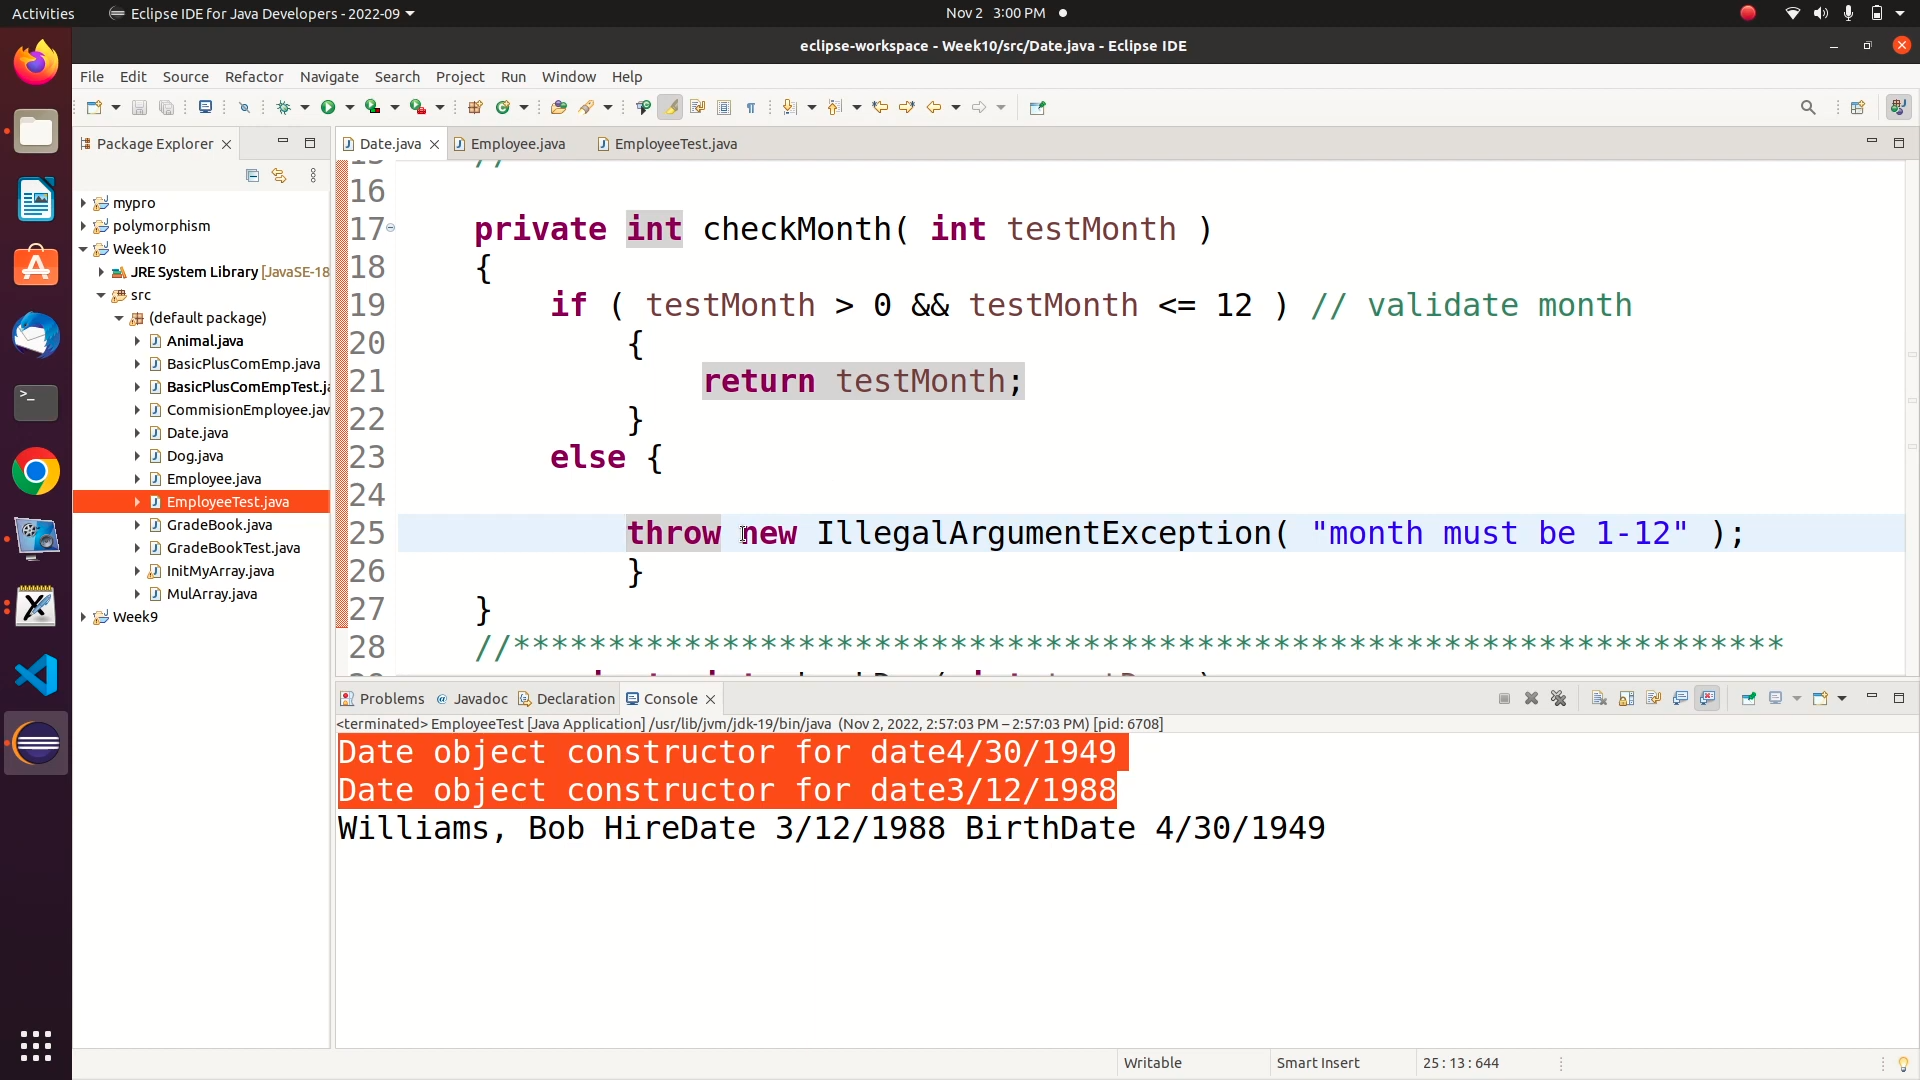 Activities
Eclipse IDE for Java Developers - 2022-09
Nov 2 3:00 PM
eclipse-workspace - Week10/src/Date.java - Eclipse IDE
File Edit Source Refactor Navigate Search Project Run Window Help
Package Explorer
Date.java
Employee.java
EmployeeTest.java
mypro
polymorphism
Week10
JRE System Library [JavaSE-18
src
(default package)
Animal.java
BasicPlusComEmp.java
BasicPlusComEmpTest.ja
CommisionEmployee.jav
Date.java
Dog.java
Employee.java
EmployeeTest.java
GradeBook.java
GradeBookTest.java
InitMyArray.java
MulArray.java
Week9
15 //
16
17 private int checkMonth( int testMonth )
18 {
19 if ( testMonth > 0 && testMonth <= 12 ) // validate month
20 {
21 return testMonth;
22 }
23 else {
24
25 throw new IllegalArgumentException( "month must be 1-12" );
26 }
27 }
28 //*******************************************************************
Problems Javadoc Declaration Console
<terminated> EmployeeTest [Java Application] /usr/lib/jvm/jdk-19/bin/java (Nov 2, 2022, 2:57:03 PM – 2:57:03 PM) [pid: 6708]
Date object constructor for date4/30/1949
Date object constructor for date3/12/1988
Williams, Bob HireDate 3/12/1988 BirthDate 4/30/1949
Writable
Smart Insert
25 : 13 : 644